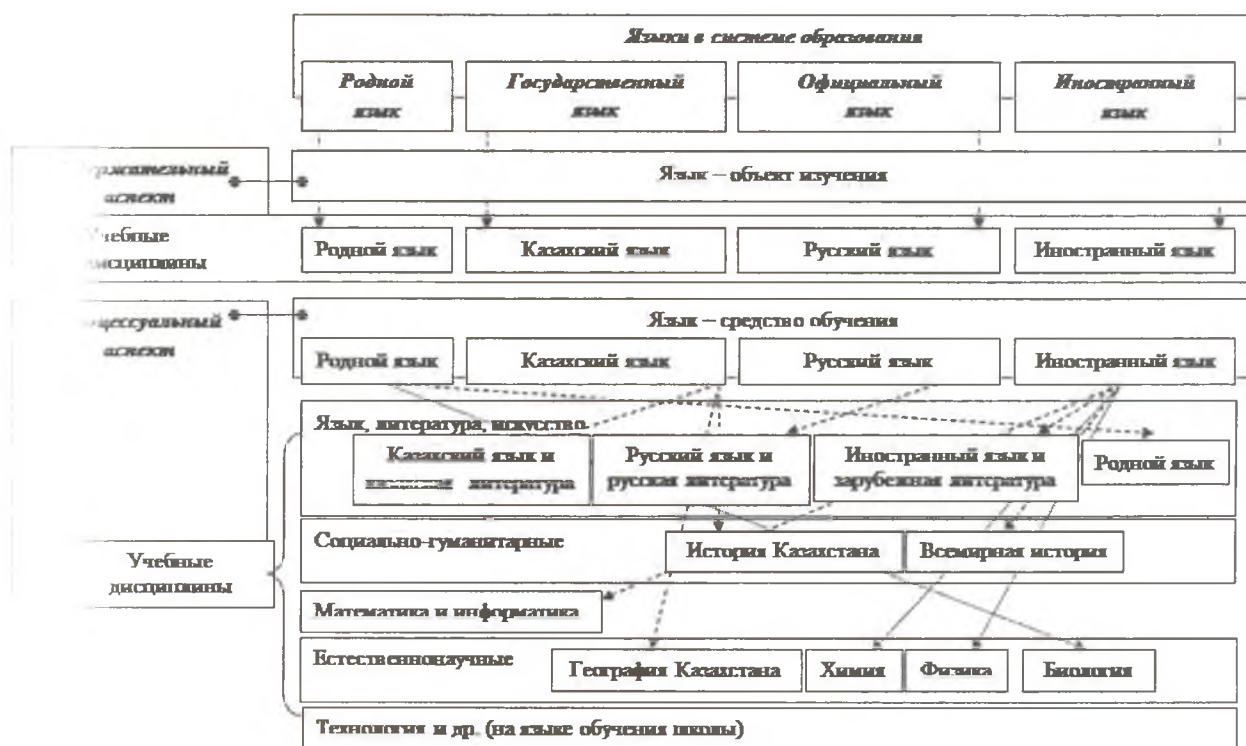 Языки в системе образования
Родной язык
Государственный язык
Официальный язык
Иностранный язык
аспект
Язык – объект изучения
Учебные дисциплины
Родной язык
Казахский язык
Русский язык
Иностранный язык
аспект
Язык – средство обучения
Родной язык
Казахский язык
Русский язык
Иностранный язык
Язык, литература, искусство
Казахский язык и
казахская литература
Русский язык и
русская литература
Иностранный язык и
зарубежная литература
Родной язык
Социально-гуманитарные
История Казахстана
Всемирная история
Учебные
дисциплины
Математика и информатика
Естественнонаучные
География Казахстана
Химия
Физика
Биология
Технология и др. (на языке обучения школы)